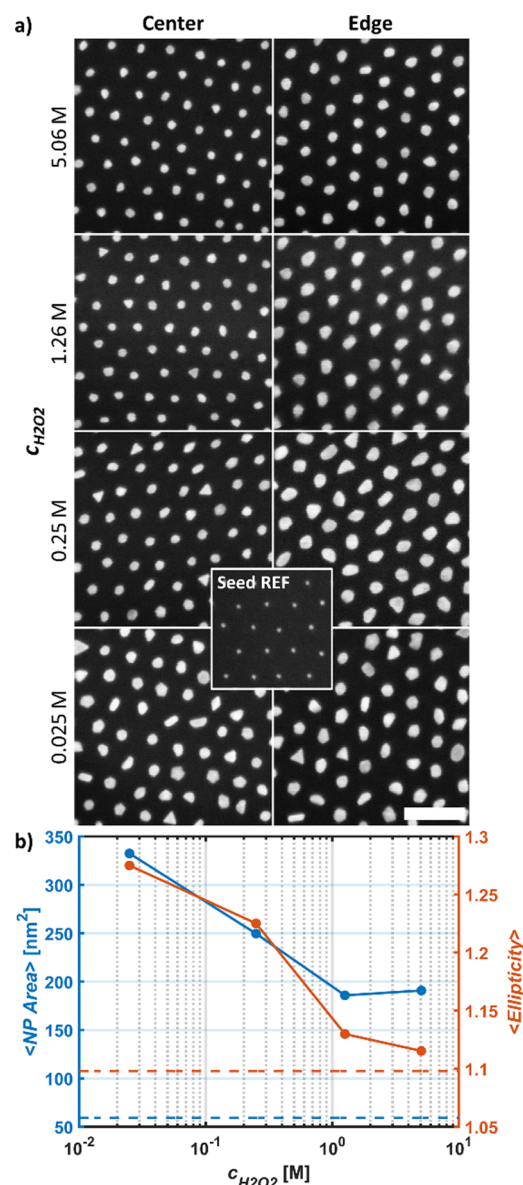 a)
Center
Edge
5.06 M
1.26 M
cH2O2
0.25 M
Seed REF
0.025 M
b)
350
300
250
200
150
100
50
<NP Area> [nm²]
1.3
1.25
1.2
1.15
1.1
1.05
<Ellipticity>
10⁻²
10⁻¹
10⁰
10¹
cH2O2 [M]